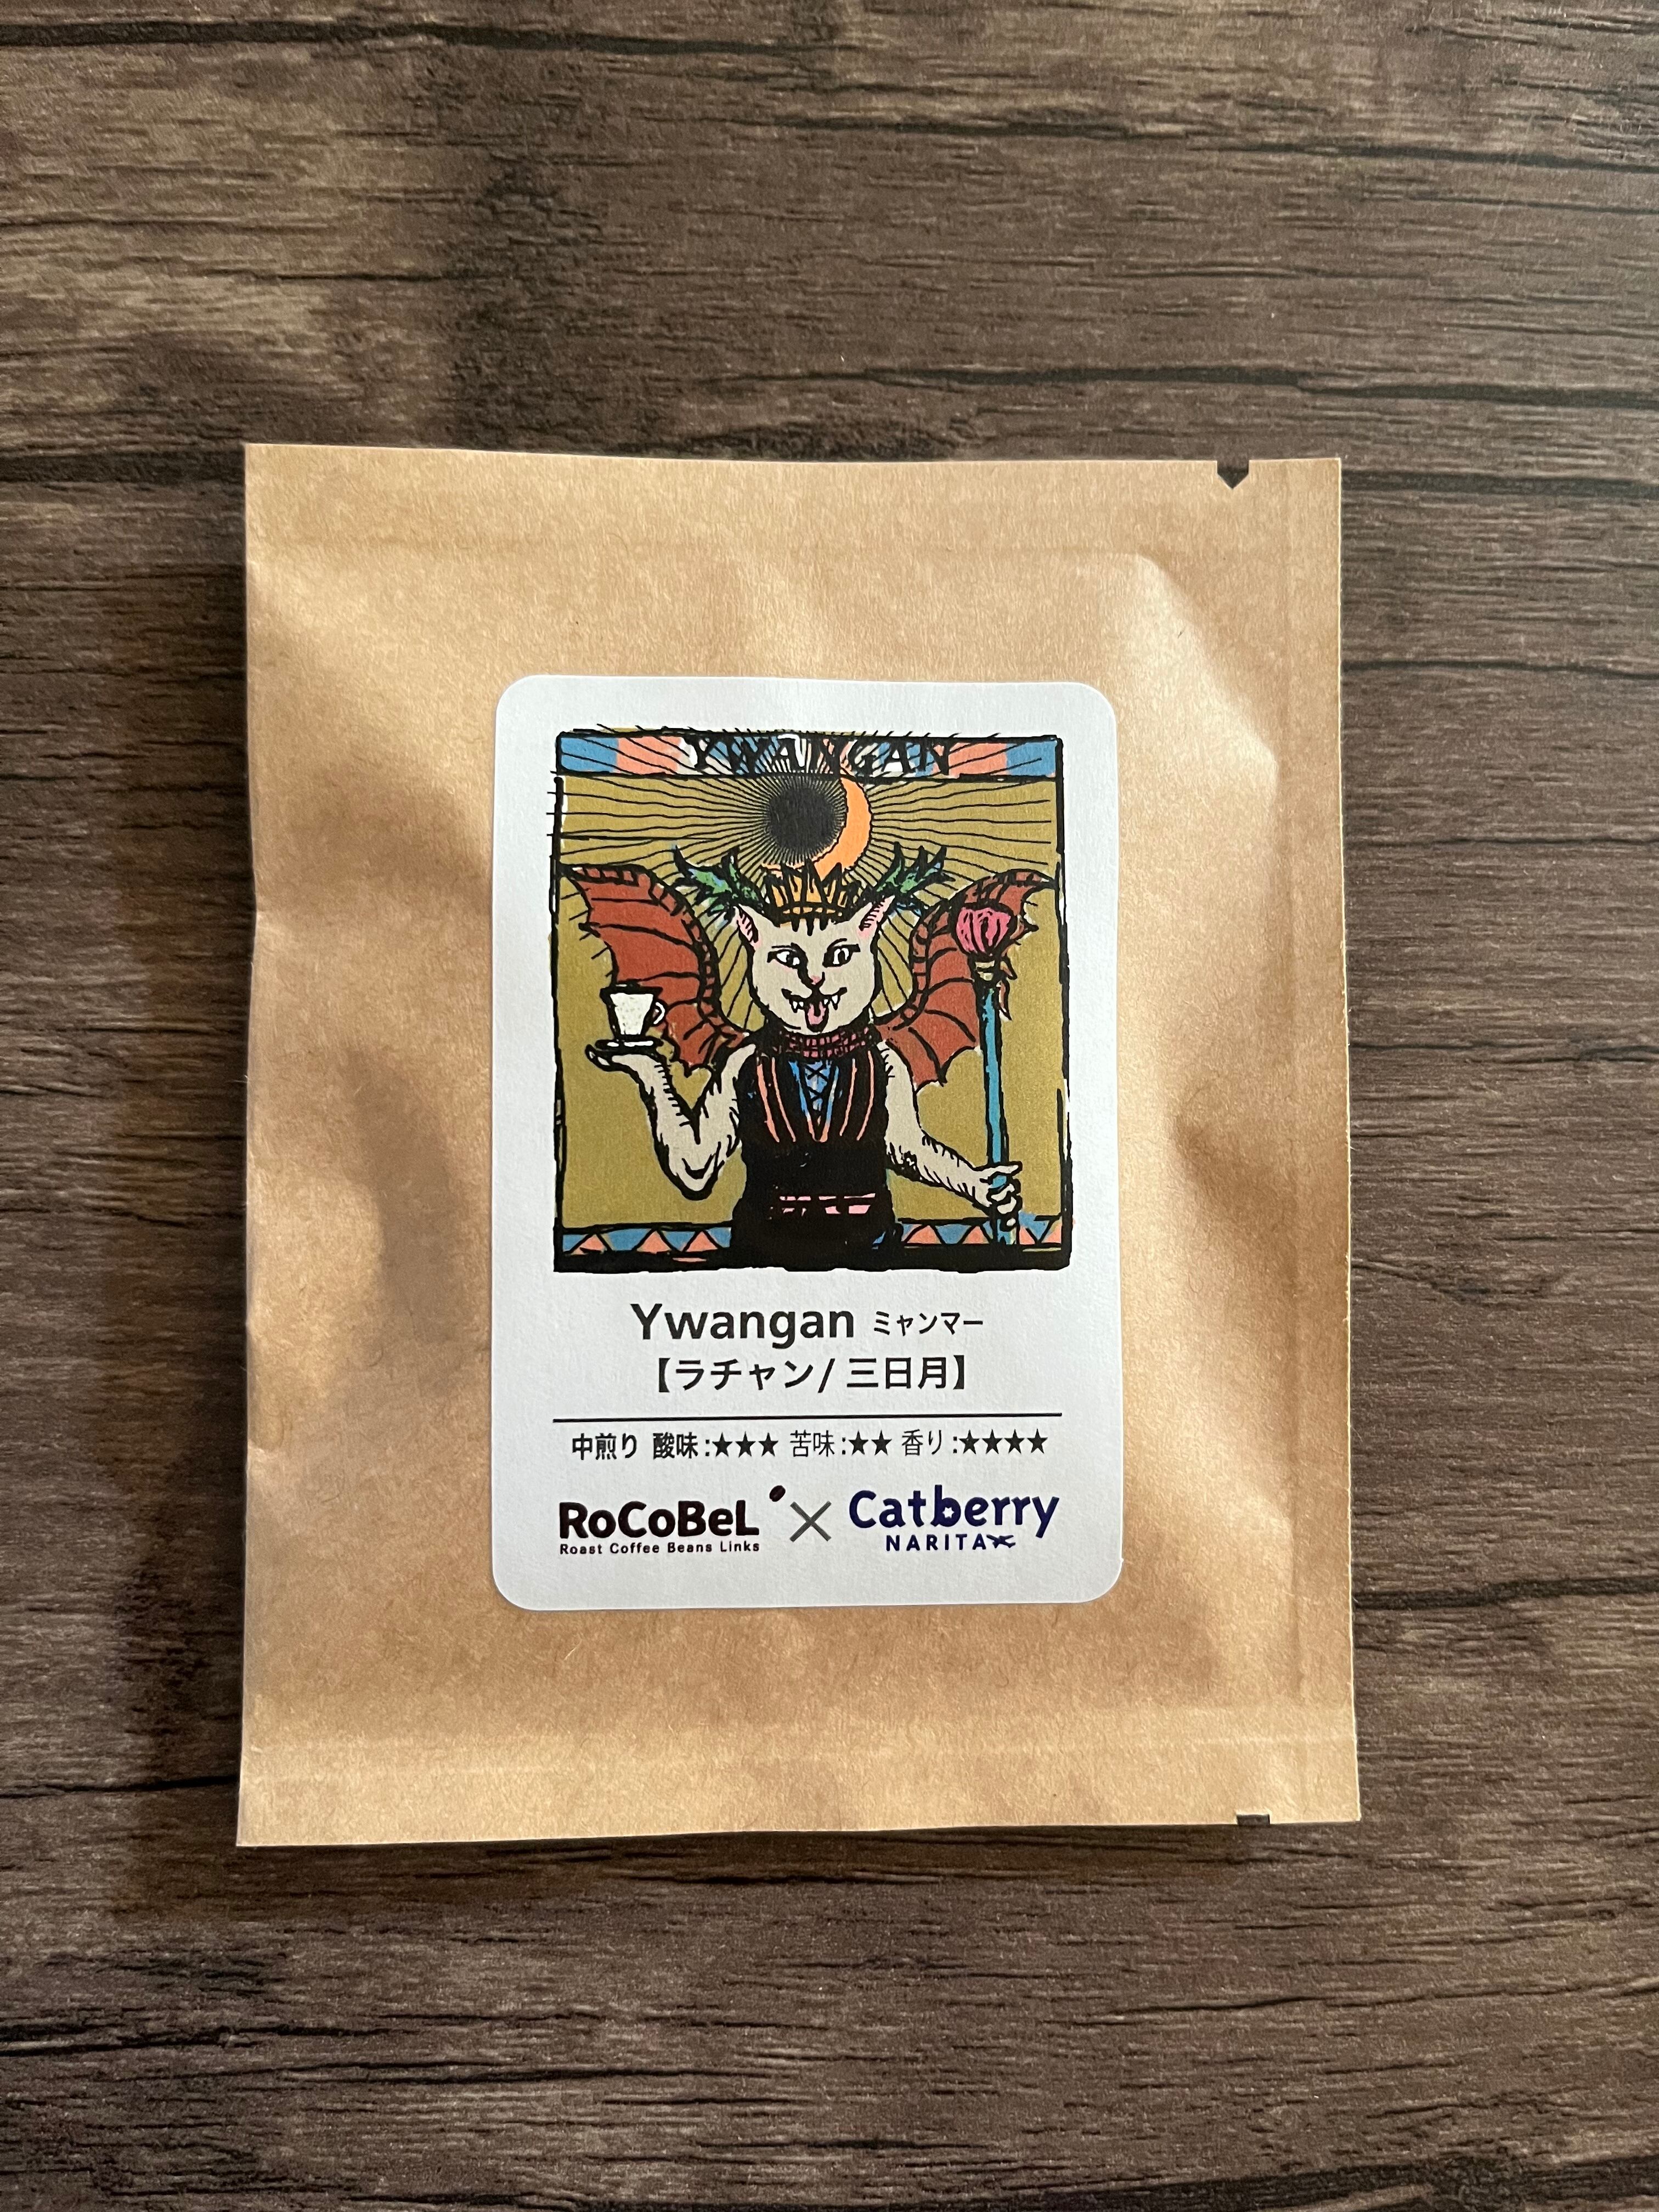 YWANGAN
Ywangan ミャンマー
【ラチャン/ 三日月】
中煎り 酸味:★★★ 苦味:★★ 香り:★★★★
RoCoBeL × Catberry
Roast Coffee Beans Links NARITA